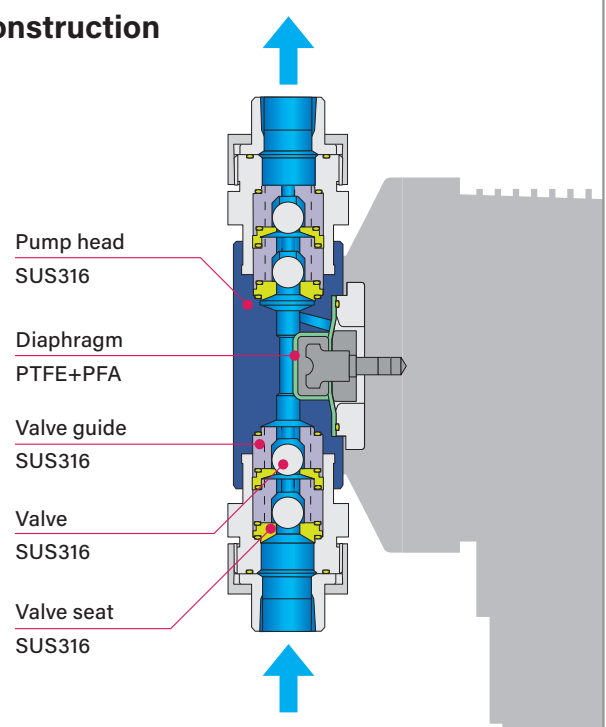 onstruction
Pump head
SUS316
Diaphragm
PTFE+PFA
Valve guide
SUS316
Valve
SUS316
Valve seat
SUS316